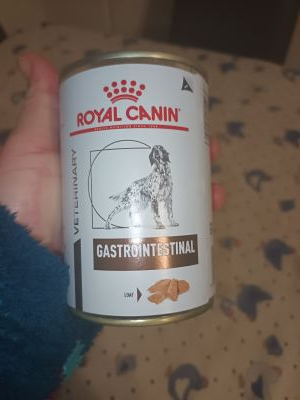 ROYAL CANIN
VETERINARY
GASTROINTESTINAL
LOAF